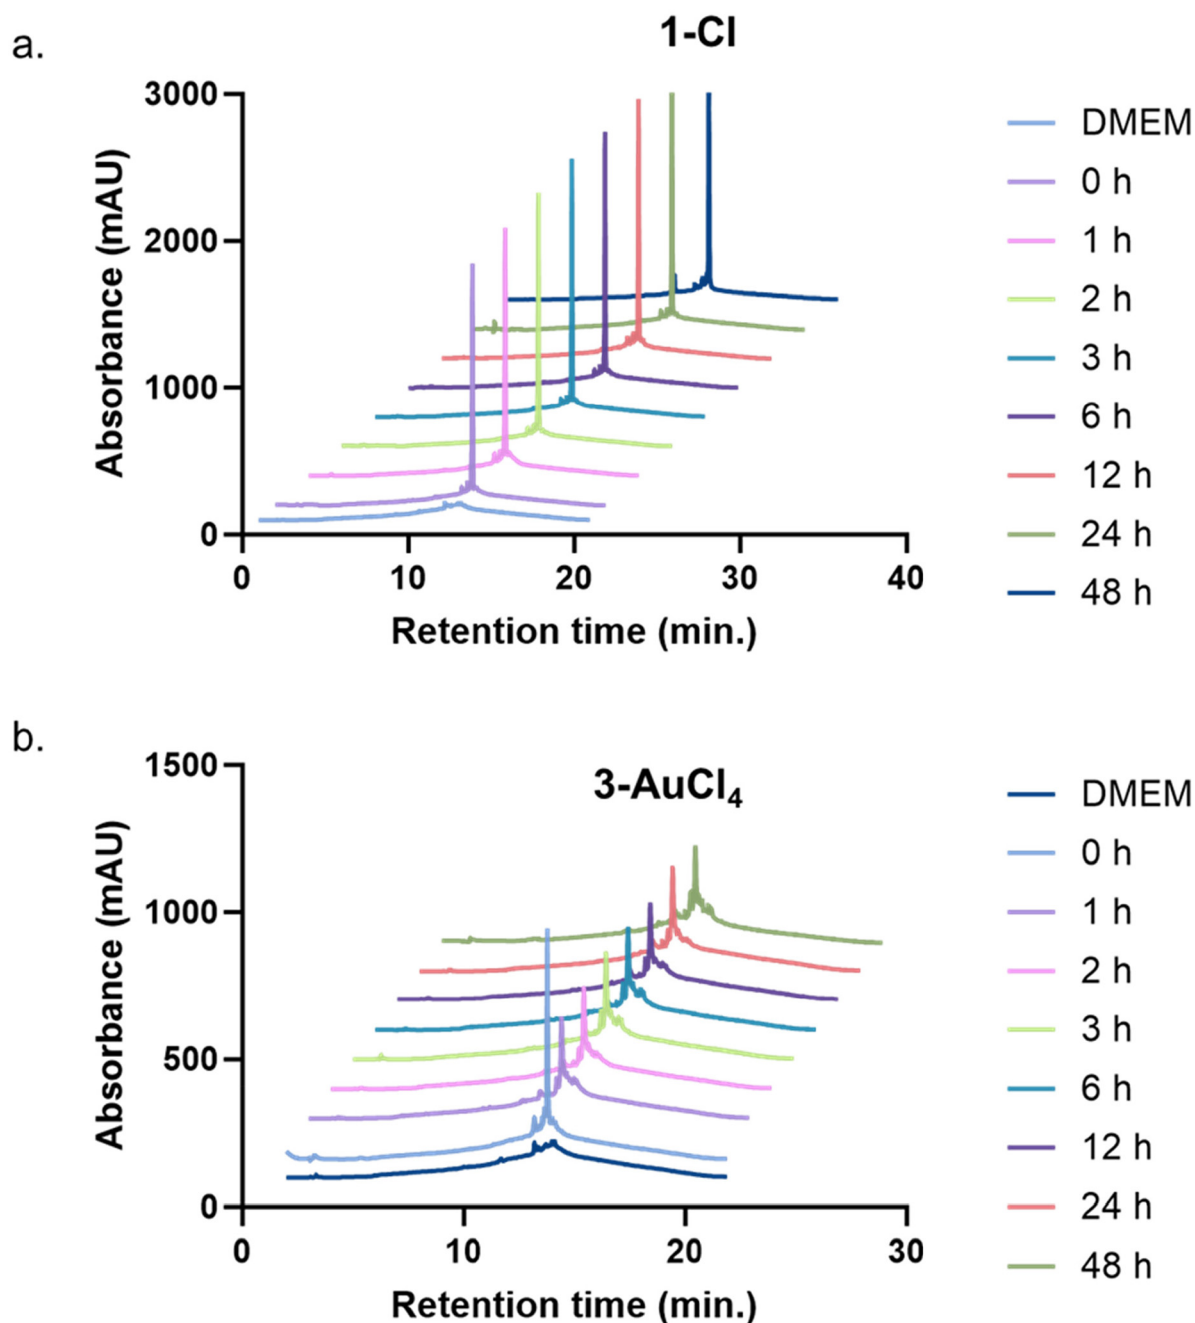 a.
1-Cl
3000
2000
1000
0
0 10 20 30 40
Absorbance (mAU)
Retention time (min.)
DMEM
0 h
1 h
2 h
3 h
6 h
12 h
24 h
48 h
b.
3-AuCl₄
1500
1000
500
0
0 10 20 30
Absorbance (mAU)
Retention time (min.)
DMEM
0 h
1 h
2 h
3 h
6 h
12 h
24 h
48 h